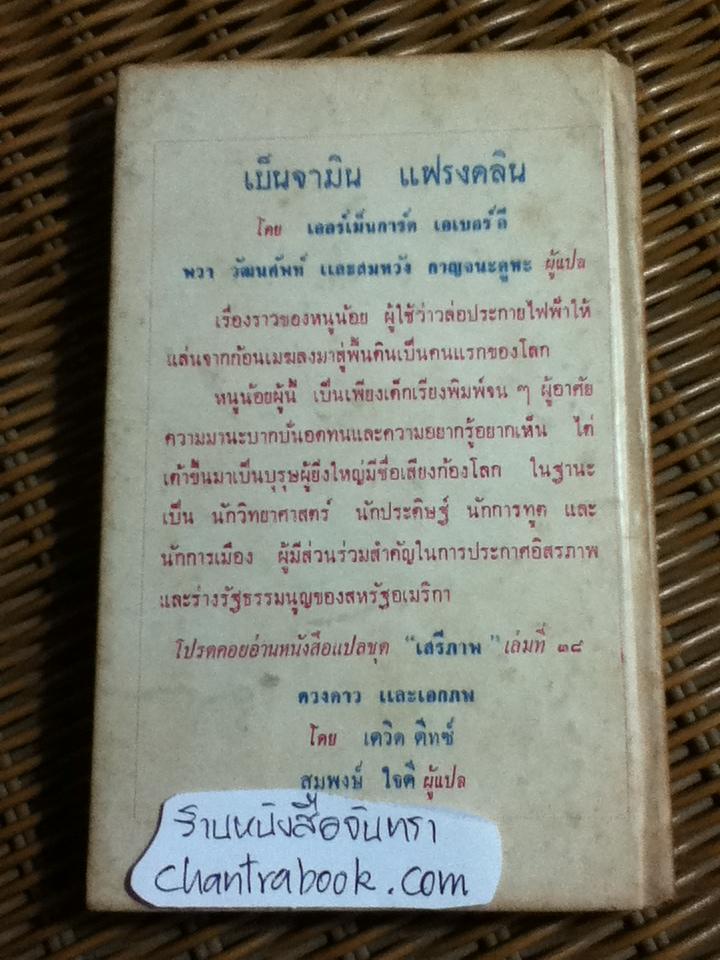 เบ็นจามิน แฟรงคลิน
โดย เออร์เม็นการ์ด เอเบอร์ลี
พวา วัฒนศัพท์ และสมหวัง กาญจนะคูหะ ผู้แปล
เรื่องราวของหนูน้อย ผู้ใช้ว่าวล่อประกายไฟฟ้าให้
แล่นจากก้อนเมฆลงมาสู่พื้นดินเป็นคนแรกของโลก
หนูน้อยผู้นี้ เป็นเพียงเด็กเรียงพิมพ์จน ๆ ผู้อาศัย
ความมานะบากบั่นอดทนและความอยากรู้อยากเห็น ได้
เต้าขึ้นมาเป็นบุรุษผู้ยิ่งใหญ่มีชื่อเสียงก้องโลก ในฐานะ
เป็น นักวิทยาศาสตร์ นักประดิษฐ์ นักการทูต และ
นักการเมือง ผู้มีส่วนร่วมสำคัญในการประกาศอิสรภาพ
และร่างรัฐธรรมนูญของสหรัฐอเมริกา
โปรดคอยอ่านหนังสือแปลชุด "เสรีภาพ" เล่มที่ ๓๘
ดวงดาว และเอกภพ
โดย เดวิด ดีทซ์
สมพงษ์ ใจดี ผู้แปล
ร้านหนังสือจันทรา
chantrabook.com